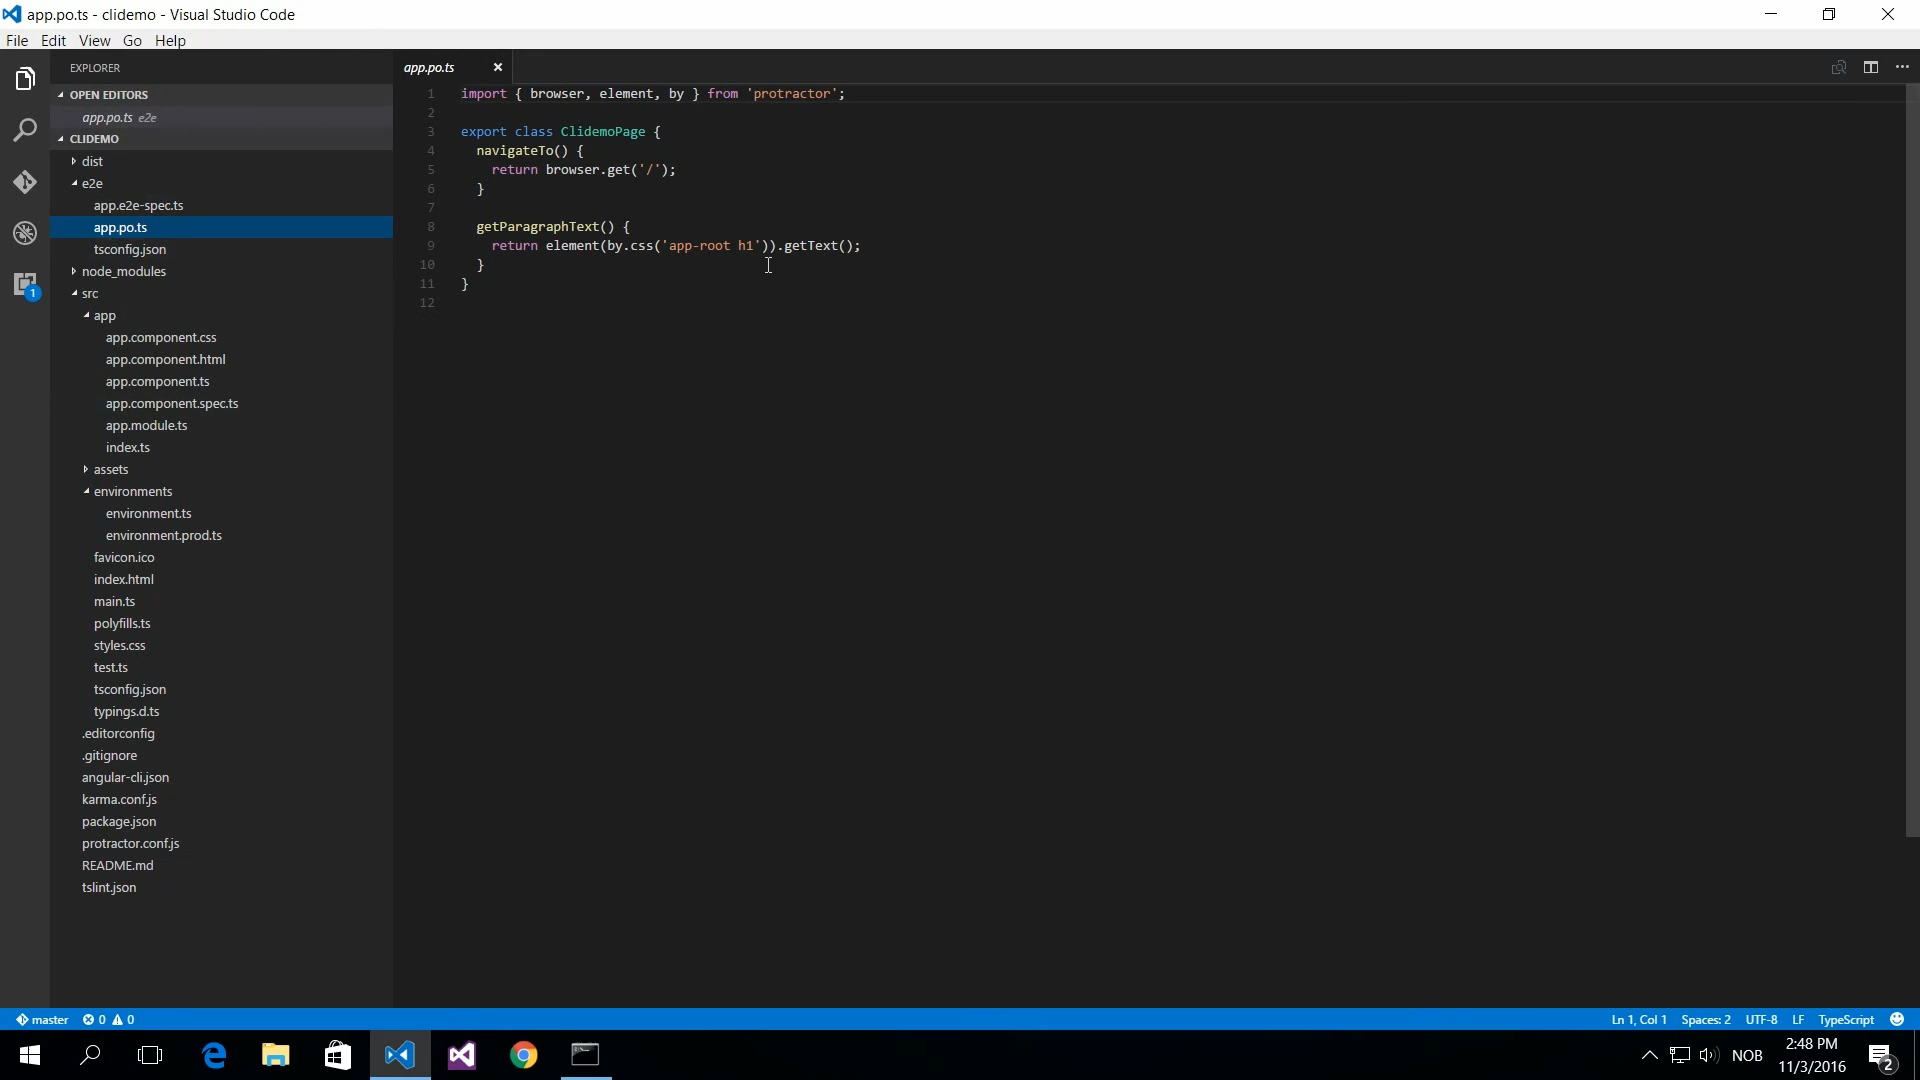 app.po.ts - clidemo - Visual Studio Code
File Edit View Go Help
EXPLORER
OPEN EDITORS
app.po.ts e2e
CLIDEMO
dist
e2e
app.e2e-spec.ts
app.po.ts
tsconfig.json
node_modules
src
app
app.component.css
app.component.html
app.component.ts
app.component.spec.ts
app.module.ts
index.ts
assets
environments
environment.ts
environment.prod.ts
favicon.ico
index.html
main.ts
polyfills.ts
styles.css
test.ts
tsconfig.json
typings.d.ts
.editorconfig
.gitignore
angular-cli.json
karma.conf.js
package.json
protractor.conf.js
README.md
tslint.json
1
app.po.ts
1 import { browser, element, by } from 'protractor';
2
3 export class ClidemoPage {
4 navigateTo() {
5 return browser.get('/');
6 }
7
8 getParagraphText() {
9 return element(by.css('app-root h1')).getText();
10 }
11 }
12
master 0 0
Ln 1, Col 1 Spaces: 2 UTF-8 LF TypeScript
NOB
2:48 PM
11/3/2016
2